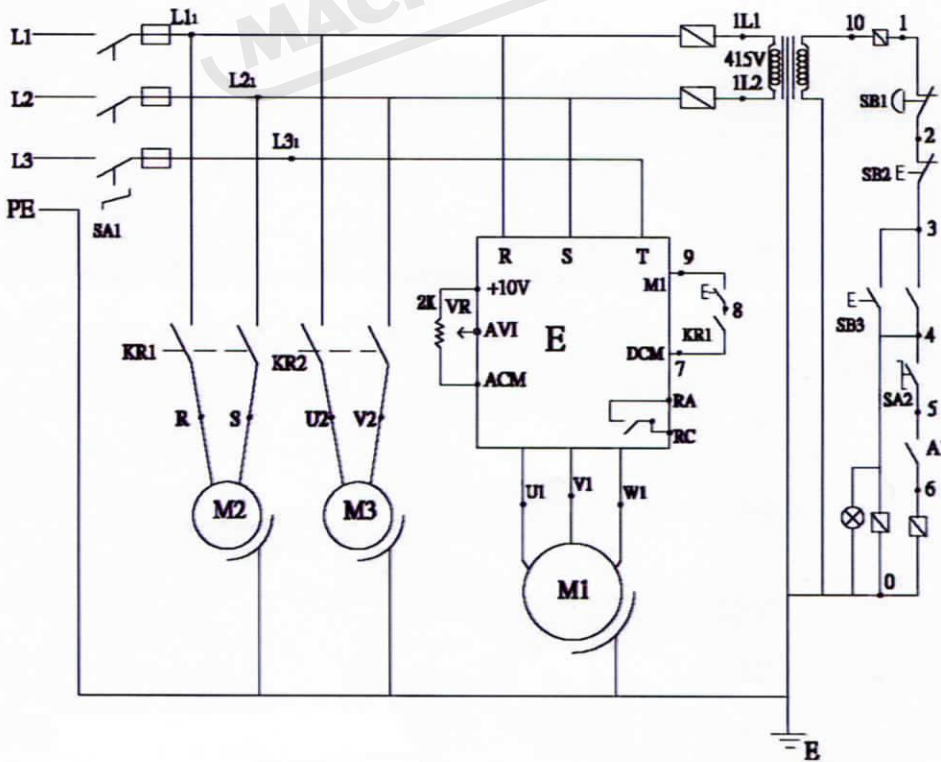 MACH
L1
L11
1L1
10
1
415V
L2
L21
1L2
SB1
2
L3
L31
SB2
PE
SA1
3
R
S
T
9
M1
+10V
2K
VR
AVI
E
8
KR1
SB3
KR1
KR2
DCM
7
4
ACM
SA2
RA
5
R
S
U2
V2
RC
A
6
U1
V1
W1
M2
M3
M1
0
E